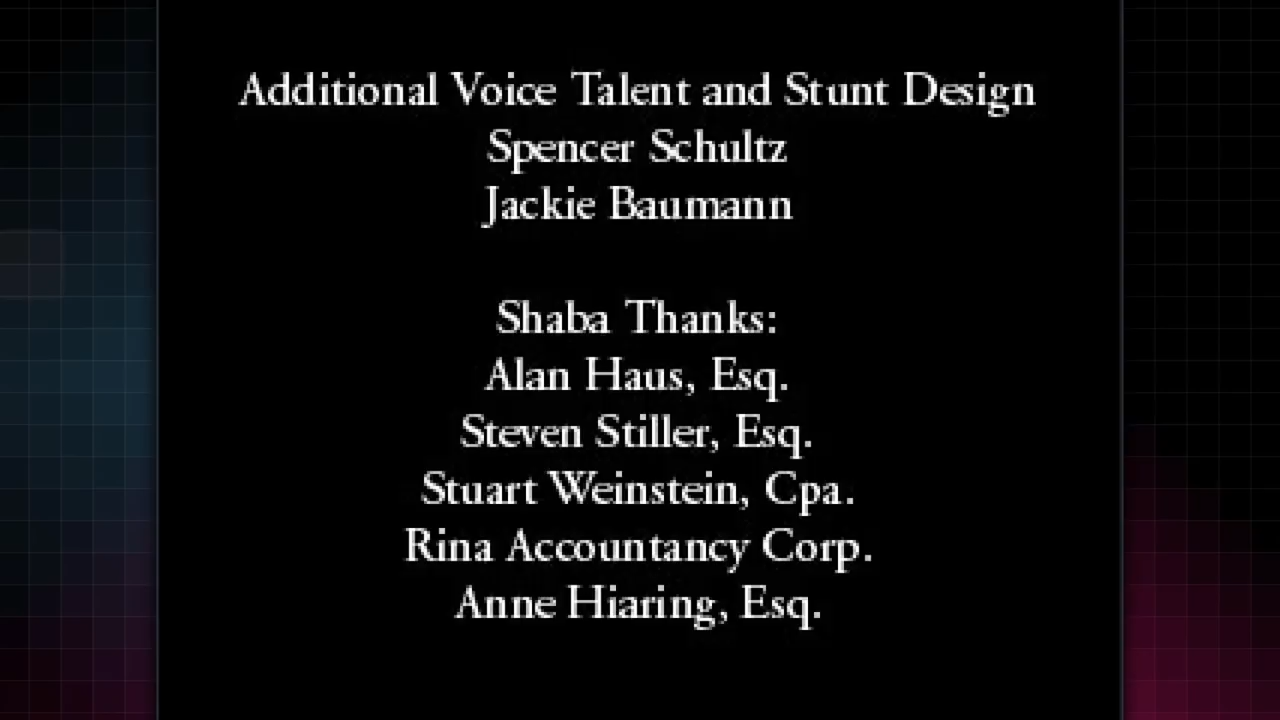 Additional Voice Talent and Stunt Design
Spencer Schultz
Jackie Baumann
Shaba Thanks:
Alan Haus, Esq.
Steven Stiller, Esq.
Stuart Weinstein, Cpa.
Rina Accountancy Corp.
Anne Hiaring, Esq.